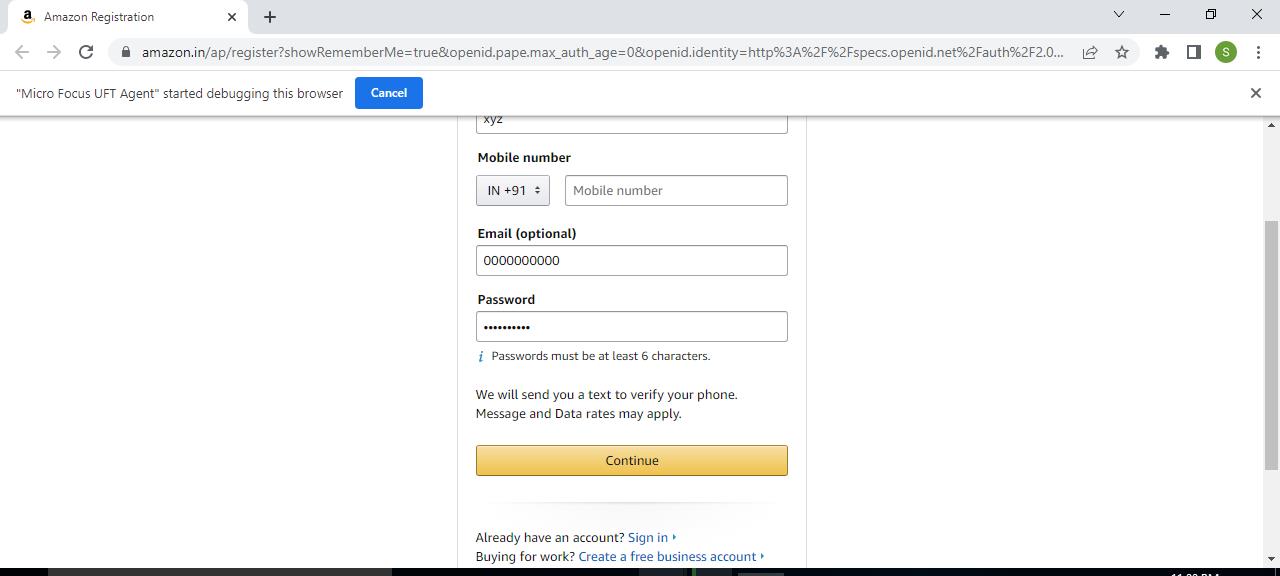 Amazon Registration
amazon.in/ap/register?showRememberMe=true&openid.pape.max_auth_age=0&openid.identity=http%3A%2F%2Fspecs.openid.net%2Fauth%2F2.0... S
"Micro Focus UFT Agent" started debugging this browser Cancel
xyz
Mobile number
IN +91 Mobile number
Email (optional)
0000000000
Password
••••••••••
i Passwords must be at least 6 characters.
We will send you a text to verify your phone.
Message and Data rates may apply.
Continue
Already have an account? Sign in
Buying for work? Create a free business account